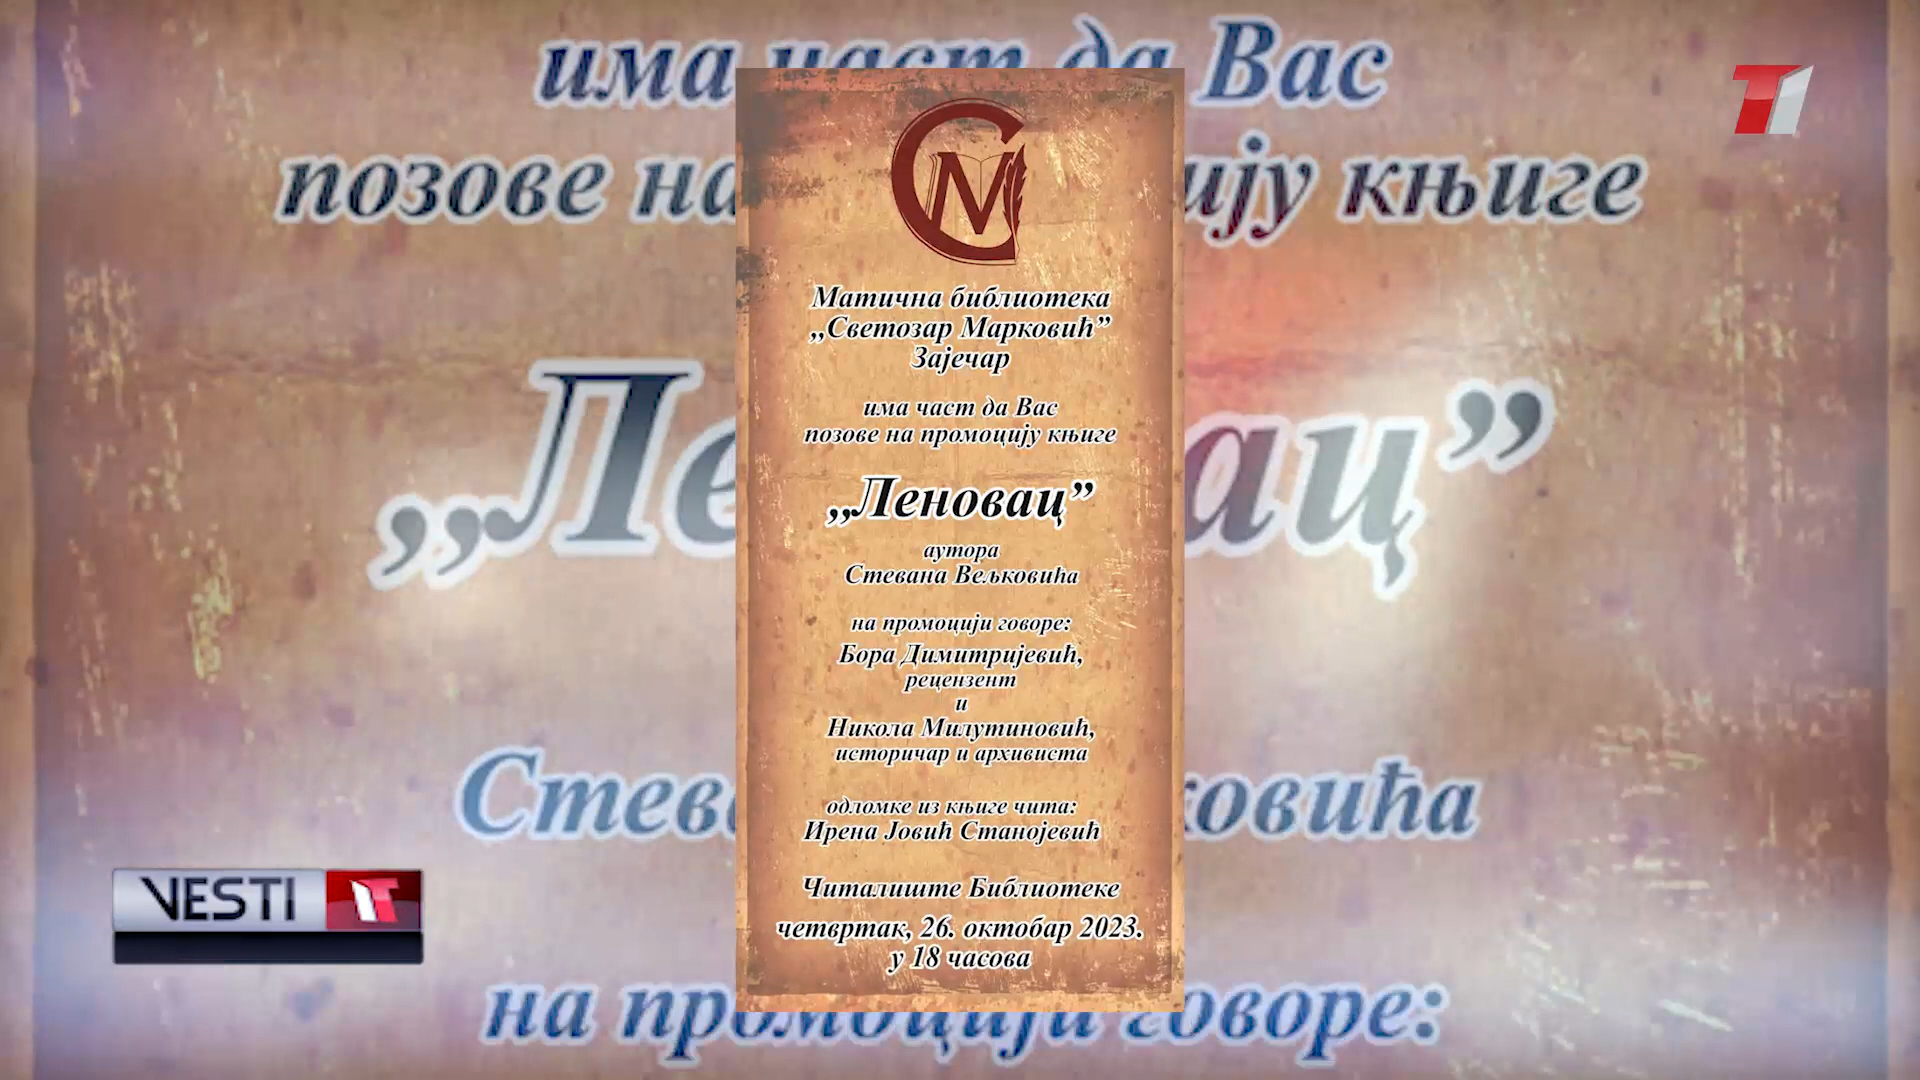 има част да Вас
позове на
ију књиге
СМ
Матична библиотека
,,Светозар Марковић”
Зајечар
има част да Вас
позове на промоцију књиге
,,Леновац”
аутора
Стевана Вељковића
на промоцији говоре:
Бора Димитријевић,
рецензент
и
Никола Милутиновић,
историчар и архивиста
одломке из књиге чита:
Ирена Јовић Станојевић
Читалиште Библиотеке
четвртак, 26. октобар 2023.
у 18 часова
,,Ле
ац”
Стев
ковића
на промоцији говоре:
VESTI T1
T1